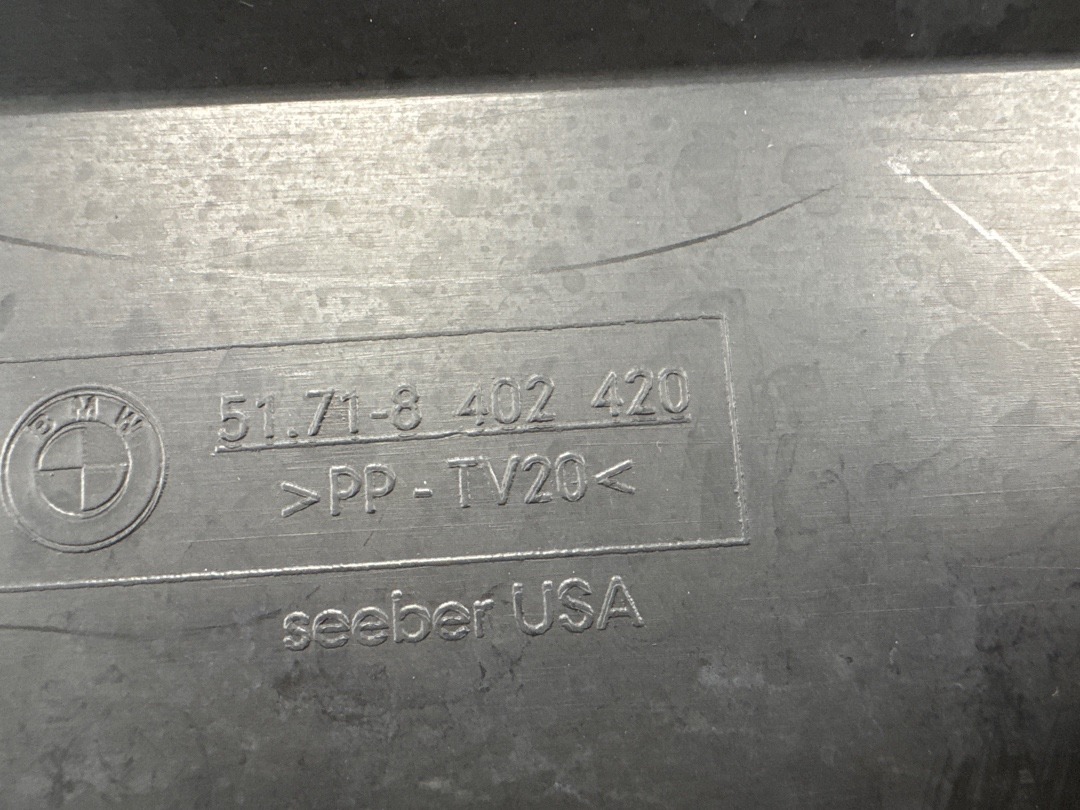 BMW
51.71-8 402 420
>PP-TV20<
seeber USA